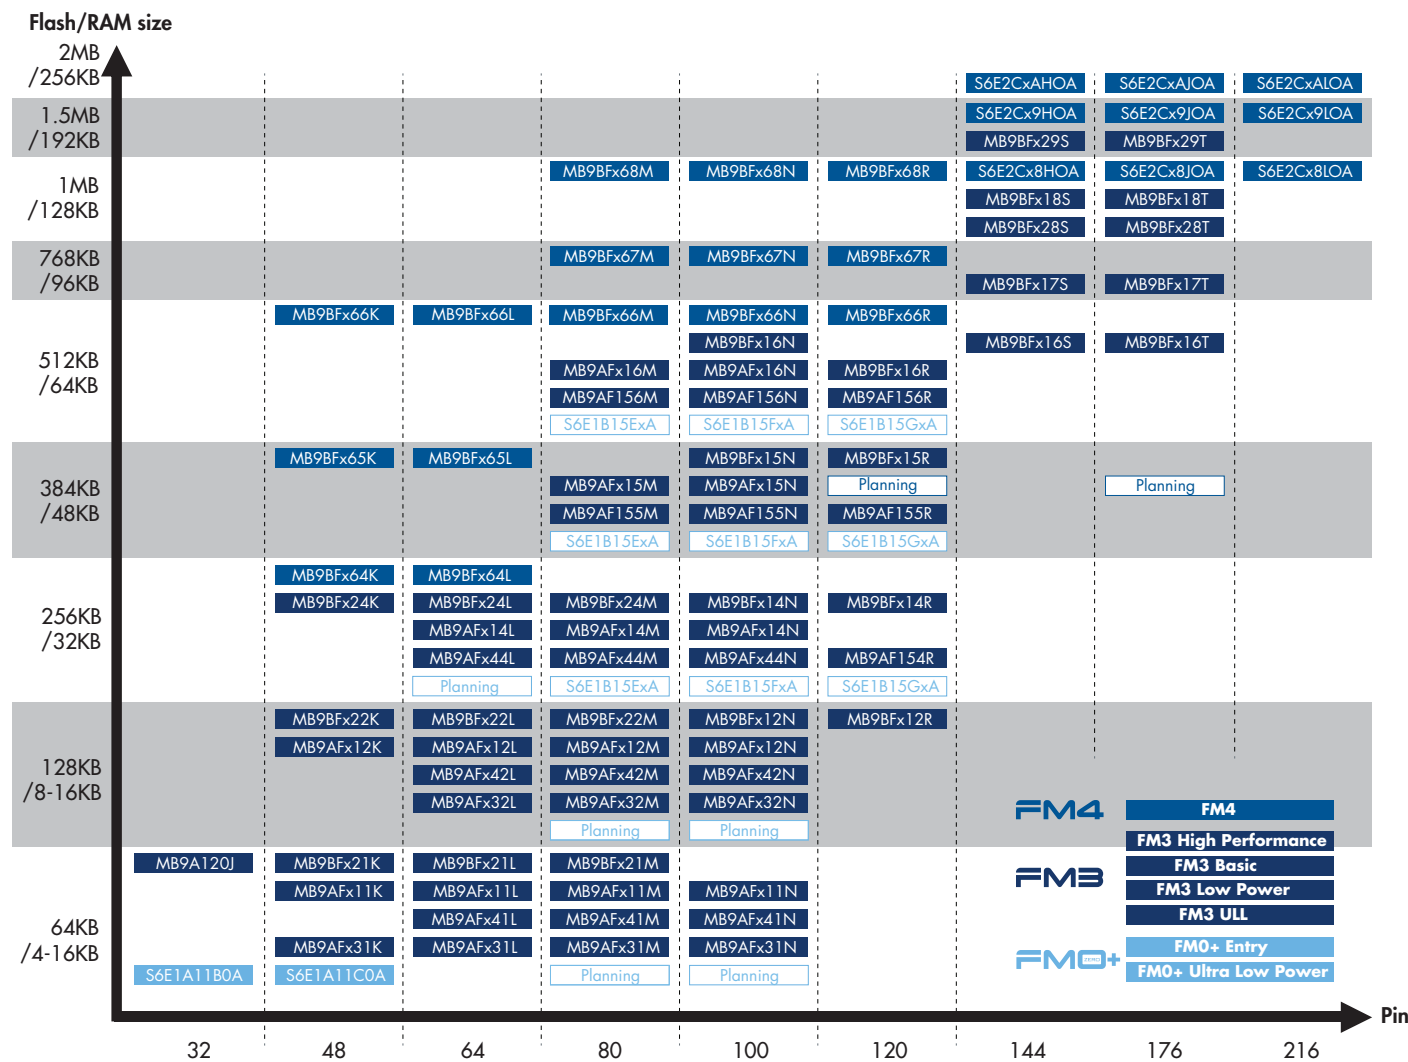 Flash/RAM size
2MB
/256KB
S6E2CxAHOA S6E2CxAJOA S6E2CxALOA
1.5MB
/192KB
S6E2Cx9HOA S6E2Cx9JOA S6E2Cx9LOA
MB9BFx29S MB9BFx29T
1MB
/128KB
MB9BFx68M MB9BFx68N MB9BFx68R S6E2Cx8HOA S6E2Cx8JOA S6E2Cx8LOA
MB9BFx18S MB9BFx18T
MB9BFx28S MB9BFx28T
768KB
/96KB
MB9BFx67M MB9BFx67N MB9BFx67R
MB9BFx17S MB9BFx17T
512KB
/64KB
MB9BFx66K MB9BFx66L MB9BFx66M MB9BFx66N MB9BFx66R
MB9BFx16N MB9BFx16S MB9BFx16T
MB9AFx16M MB9AFx16N MB9BFx16R
MB9AF156M MB9AF156N MB9AF156R
S6E1B15ExA S6E1B15FxA S6E1B15GxA
384KB
/48KB
MB9BFx65K MB9BFx65L MB9BFx15N MB9BFx15R
MB9AFx15M MB9AFx15N Planning Planning
MB9AF155M MB9AF155N MB9AF155R
S6E1B15ExA S6E1B15FxA S6E1B15GxA
256KB
/32KB
MB9BFx64K MB9BFx64L
MB9BFx24K MB9BFx24L MB9BFx24M MB9BFx14N MB9BFx14R
MB9AFx14L MB9AFx14M MB9AFx14N
MB9AFx44L MB9AFx44M MB9AFx44N MB9AF154R
Planning S6E1B15ExA S6E1B15FxA S6E1B15GxA
128KB
/8-16KB
MB9BFx22K MB9BFx22L MB9BFx22M MB9BFx12N MB9BFx12R
MB9AFx12K MB9AFx12L MB9AFx12M MB9AFx12N
MB9AFx42L MB9AFx42M MB9AFx42N
MB9AFx32L MB9AFx32M MB9AFx32N
Planning Planning
64KB
/4-16KB
MB9A120J MB9BFx21K MB9BFx21L MB9BFx21M
MB9AFx11K MB9AFx11L MB9AFx11M MB9AFx11N
MB9AFx41L MB9AFx41M MB9AFx41N
MB9AFx31K MB9AFx31L MB9AFx31M MB9AFx31N
S6E1A11B0A S6E1A11C0A Planning Planning
FM4 FM4
FM3 High Performance
FM3 FM3 Basic
FM3 Low Power
FM3 ULL
FM0+ ZERO FM0+ Entry
FM0+ Ultra Low Power
Pin
32 48 64 80 100 120 144 176 216